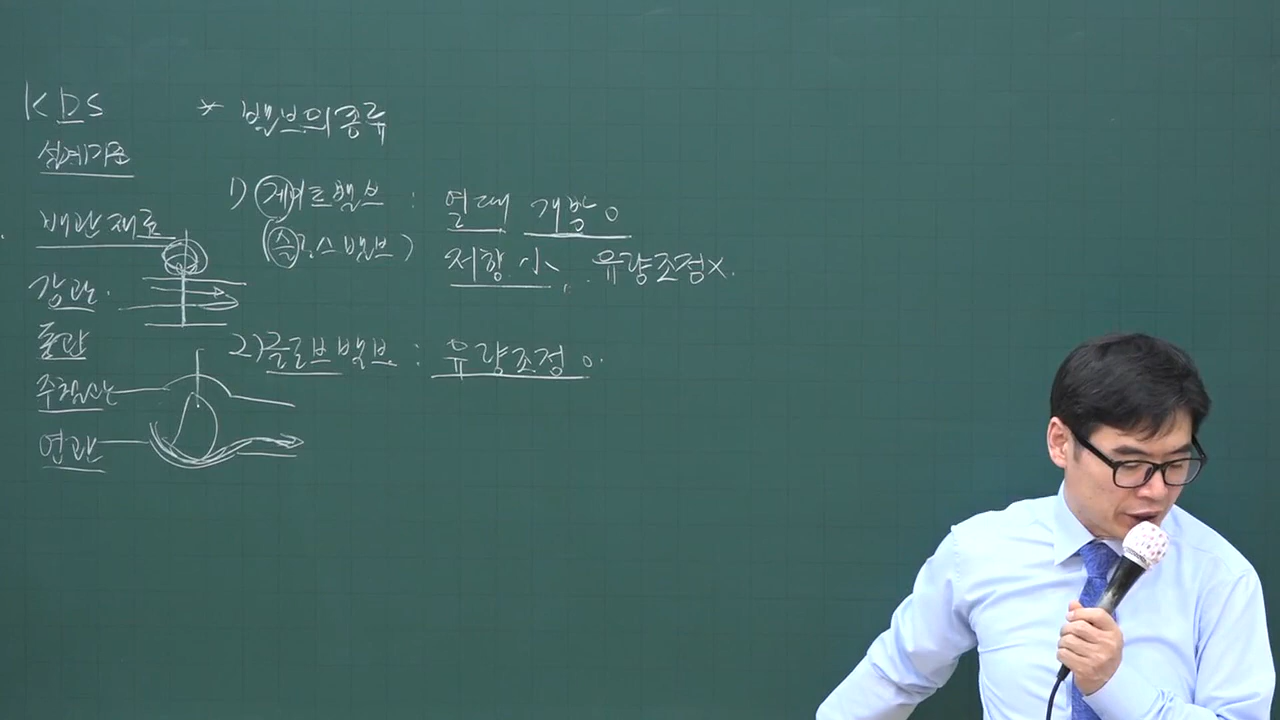 KDS
설계기준
배관재료
강관.
동관
주철관
연관
* 밸브의 종류
1) 게이트밸브 : 열 때 개방 ○
(슬루스밸브) 저항 小, 유량조절×.
2) 글로브밸브 : 유량조정 ○.